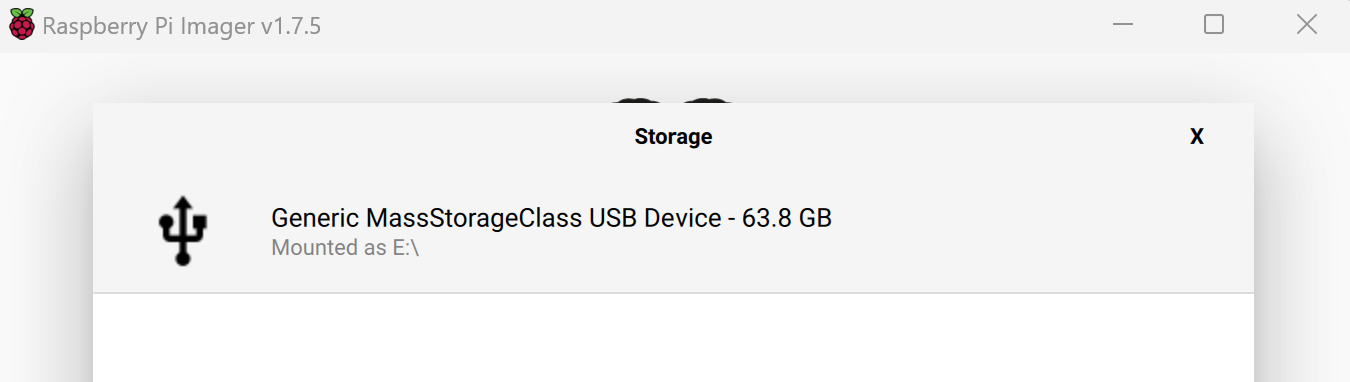 Raspberry Pi Imager v1.7.5
Storage
X
Generic MassStorageClass USB Device - 63.8 GB
Mounted as E:\